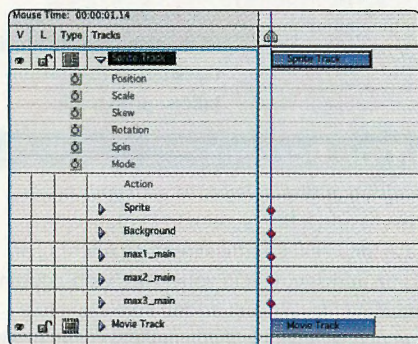 Mouse Time: 00:00:01.14
V L Type Tracks
Sprite Track Sprite Track
Position
Scale
Skew
Rotation
Spin
Mode
Action
Sprite
Background
max1_main
max2_main
max3_main
Movie Track Movie Track